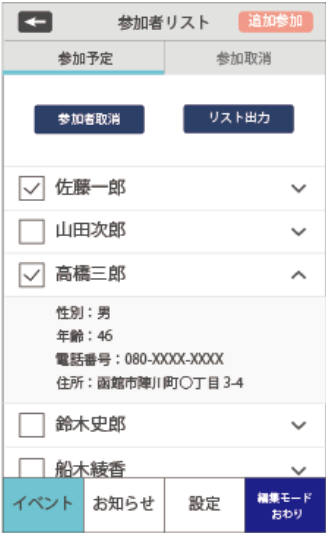 参加者リスト 追加参加
参加予定 参加取消
参加者取消 リスト出力
佐藤一郎
山田次郎
高橋三郎
性別：男
年齢：46
電話番号：080-XXXX-XXXX
住所：函館市陣川町〇丁目3-4
鈴木史郎
船木綾香
イベント お知らせ 設定 編集モード
おわり